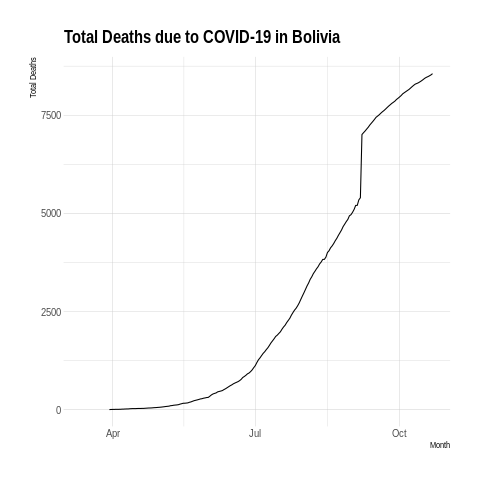 Total Deaths due to COVID-19 in Bolivia
Total Deaths
7500
5000
2500
0
Apr
Jul
Oct
Month